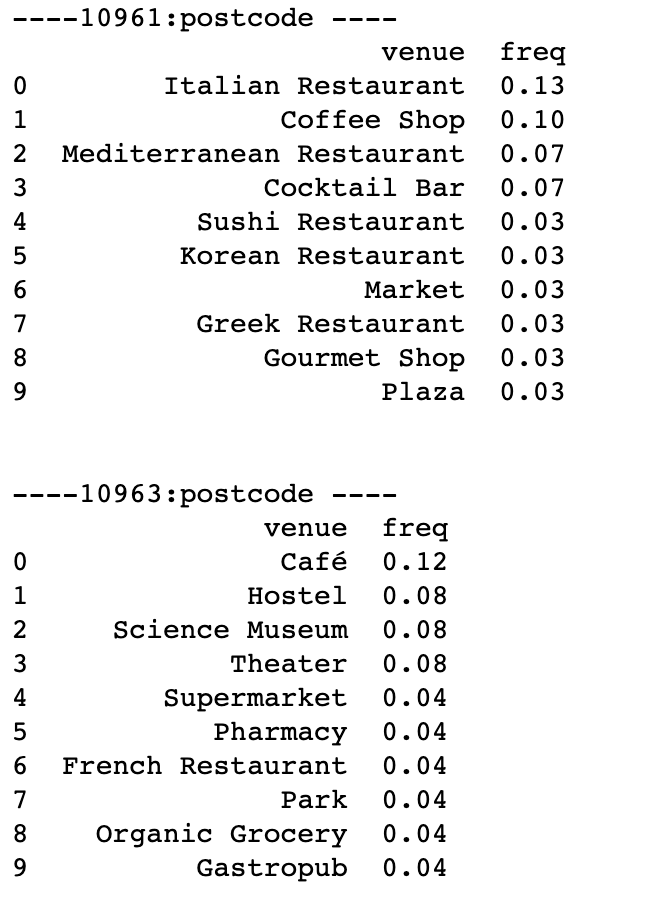 ----10961:postcode ----
venue freq
0 Italian Restaurant 0.13
1 Coffee Shop 0.10
2 Mediterranean Restaurant 0.07
3 Cocktail Bar 0.07
4 Sushi Restaurant 0.03
5 Korean Restaurant 0.03
6 Market 0.03
7 Greek Restaurant 0.03
8 Gourmet Shop 0.03
9 Plaza 0.03
----10963:postcode ----
venue freq
0 Café 0.12
1 Hostel 0.08
2 Science Museum 0.08
3 Theater 0.08
4 Supermarket 0.04
5 Pharmacy 0.04
6 French Restaurant 0.04
7 Park 0.04
8 Organic Grocery 0.04
9 Gastropub 0.04